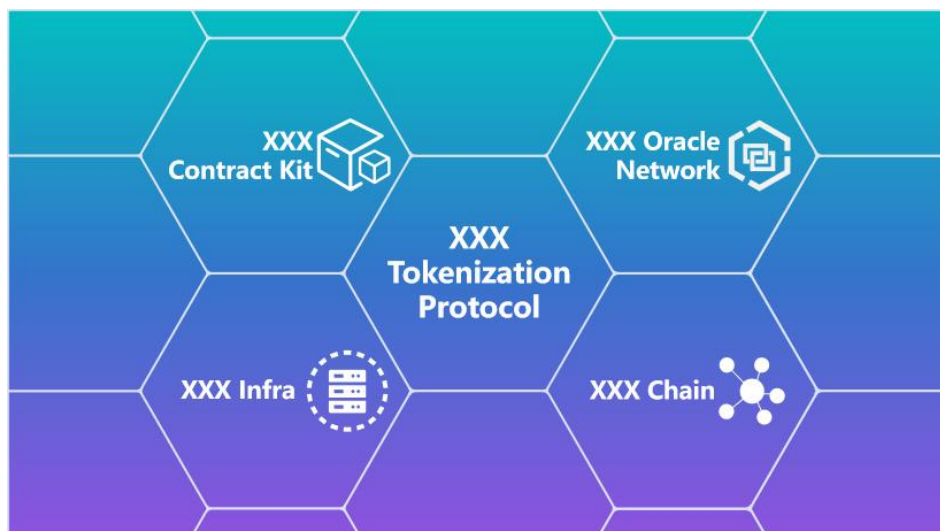 XXX
Contract Kit
XXX Oracle
Network
XXX
Tokenization
Protocol
XXX Infra
XXX Chain